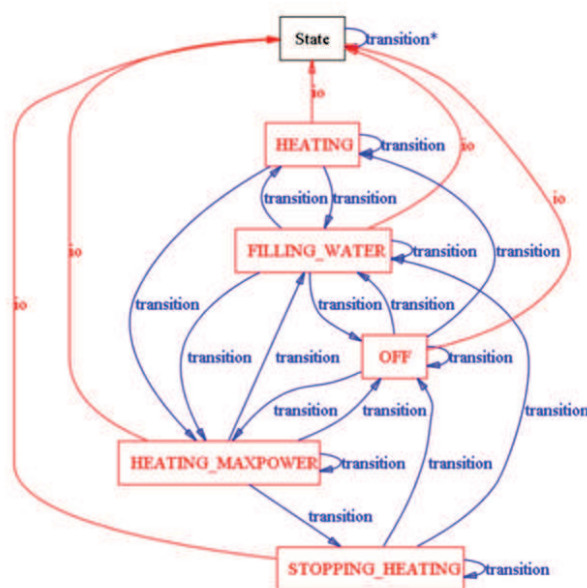 State
transition*
io
HEATING
transition
io
transition
transition
FILLING_WATER
transition
io
transition
transition
transition
transition
transition
OFF
transition
io
transition
transition
transition
transition
io
HEATING_MAXPOWER
transition
transition
transition
STOPPING_HEATING
transition